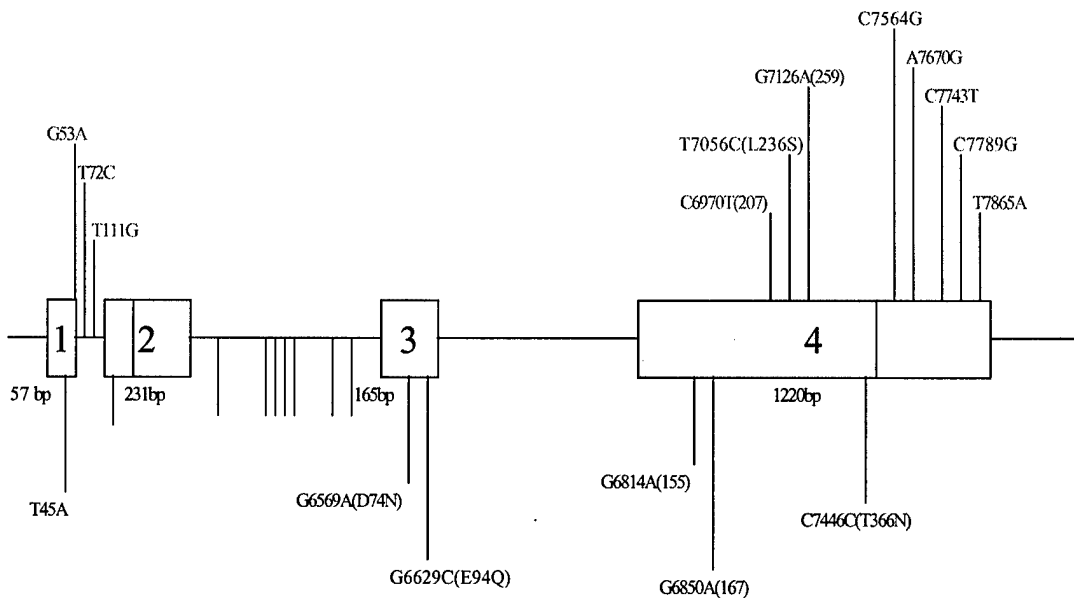 C7564G
A7670G
G7126A(259)
C7743T
G53A
T7056C(L236S)
C7789G
T72C
C6970T(207)
T7865A
T111G
1
2
3
4
57 bp
231bp
165bp
1220bp
G6814A(155)
G6569A(D74N)
T45A
C7446C(T366N)
G6629C(E94Q)
G6850A(167)